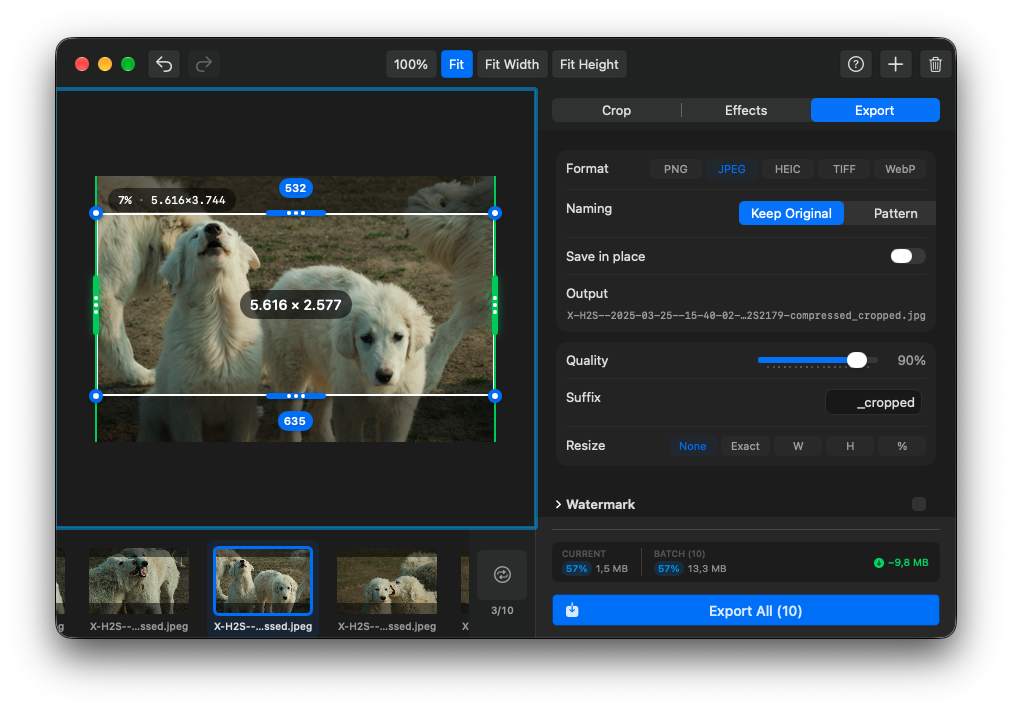 100% Fit Fit Width Fit Height ?
7% · 5.616×3.744
532
5.616 × 2.577
635
Crop Effects Export
Format PNG JPEG HEIC TIFF WebP
Naming Keep Original Pattern
Save in place
Output
X-H2S--2025-03-25--15-40-02-…2S2179-compressed_cropped.jpg
Quality 90%
Suffix _cropped
Resize None Exact W H %
Watermark
CURRENT BATCH (10)
57% 1,5 MB 57% 13,3 MB −9,8 MB
Export All (10)
3/10
g X-H2S--...ssed.jpeg X-H2S--...ssed.jpeg X-H2S--...ssed.jpeg X